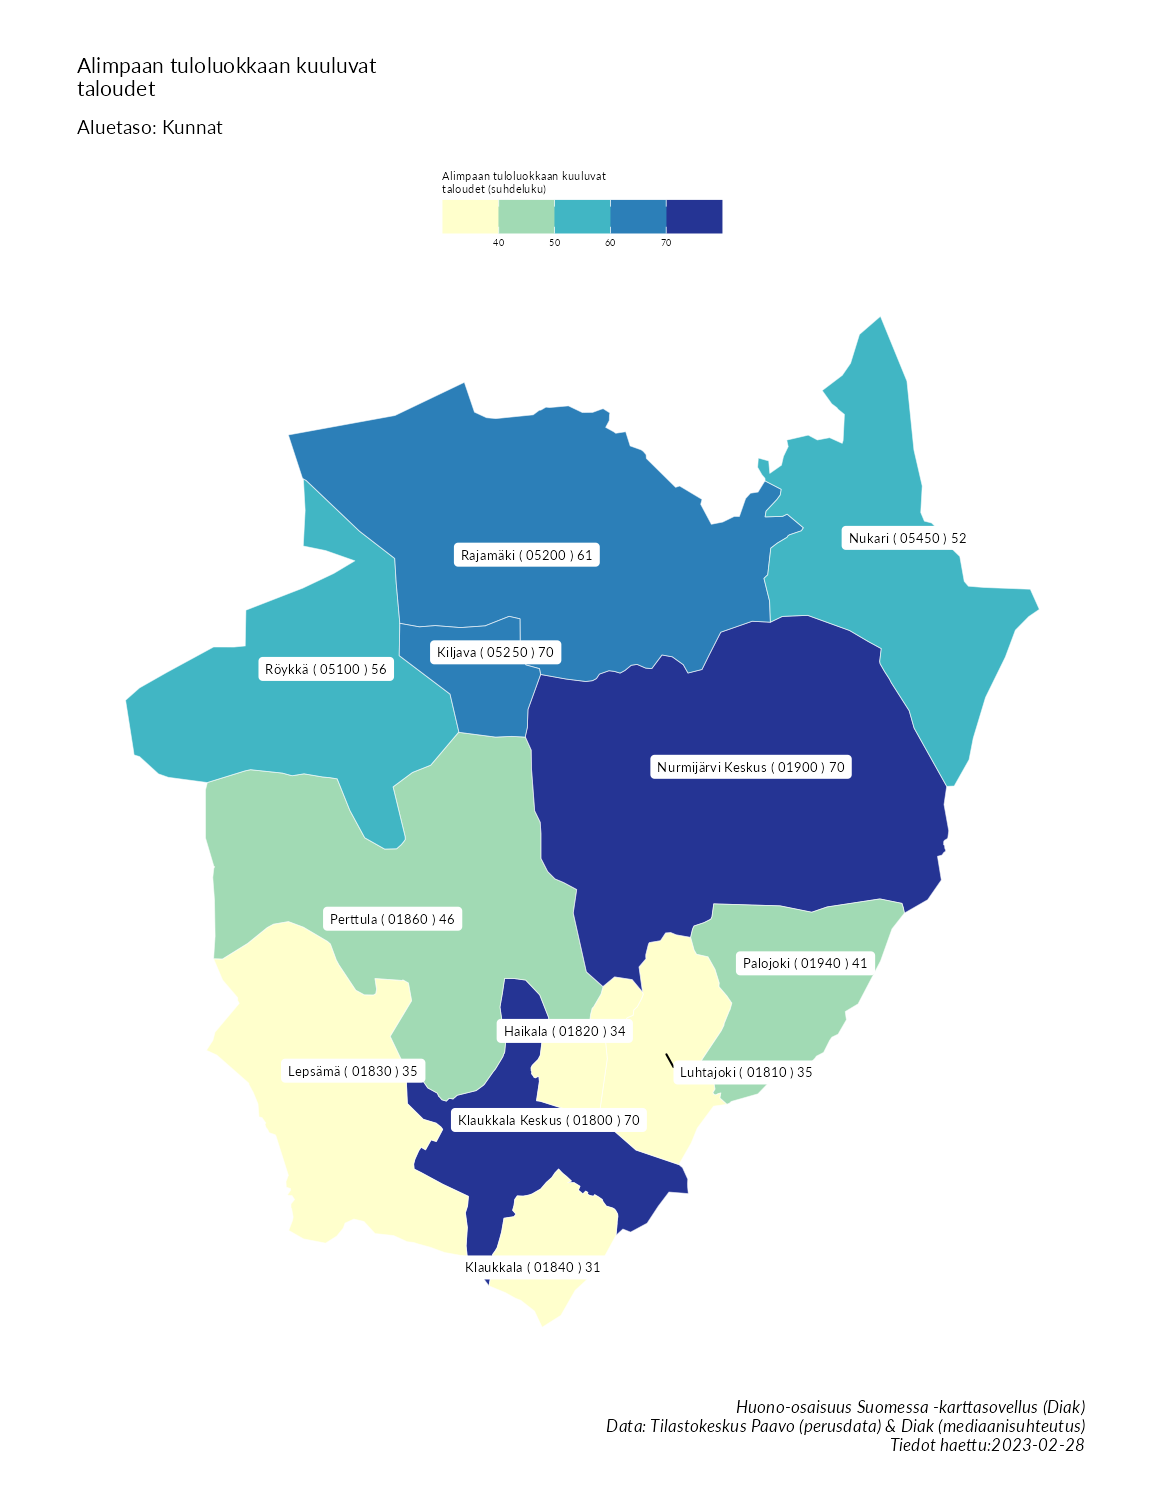 Alimpaan tuloluokkaan kuuluvat
taloudet
Aluetaso: Kunnat
Alimpaan tuloluokkaan kuuluvat
taloudet (suhdeluku)
40 50 60 70
Nukari ( 05450 ) 52
Rajamäki ( 05200 ) 61
Kiljava ( 05250 ) 70
Röykkä ( 05100 ) 56
Nurmijärvi Keskus ( 01900 ) 70
Perttula ( 01860 ) 46
Palojoki ( 01940 ) 41
Haikala ( 01820 ) 34
Lepsämä ( 01830 ) 35
Luhtajoki ( 01810 ) 35
Klaukkala Keskus ( 01800 ) 70
Klaukkala ( 01840 ) 31
Huono-osaisuus Suomessa -karttasovellus (Diak)
Data: Tilastokeskus Paavo (perusdata) & Diak (mediaanisuhteutus)
Tiedot haettu:2023-02-28